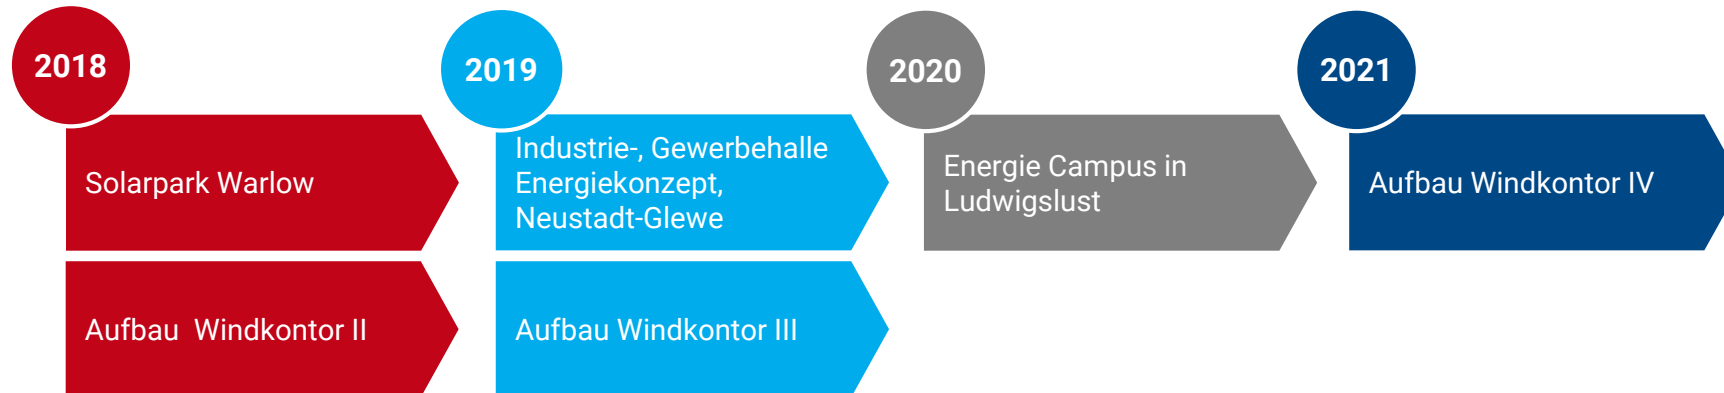 2018
Solarpark Warlow
Aufbau  Windkontor II
2019
Industrie-, Gewerbehalle
Energiekonzept,
Neustadt-Glewe
Aufbau Windkontor III
2020
Energie Campus in
Ludwigslust
2021
Aufbau Windkontor IV